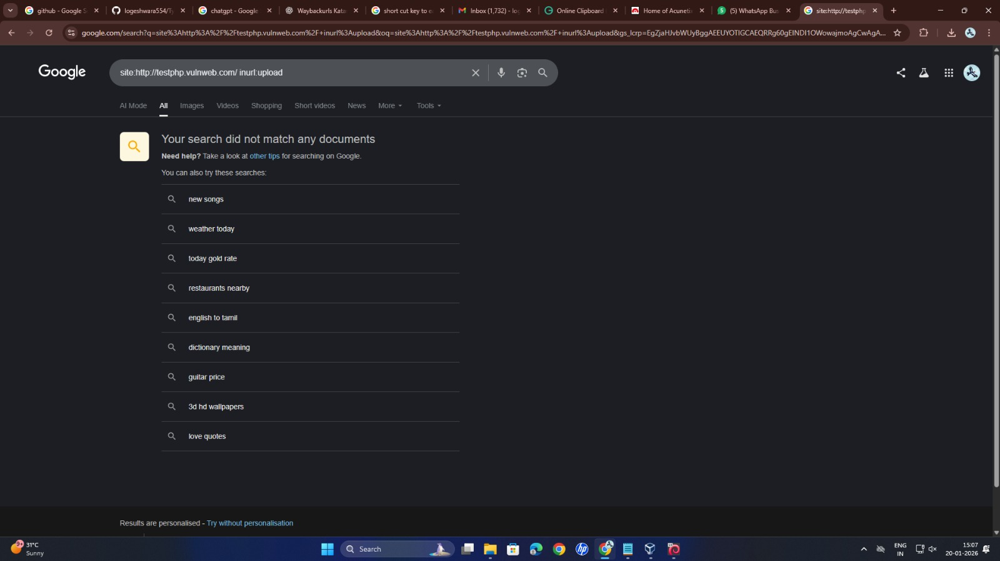 github - Google S
logeshwara554/Ty
chatgpt - Google
Waybackurls Kata
short cut key to e
Inbox (1,732) - lo
Online Clipboard
Home of Acuneti
(5) WhatsApp Bus
site:http://testphp
google.com/search?q=site%3Ahttp%3A%2F%2Ftestphp.vulnweb.com%2F+inurl%3Aupload&oq=site%3Ahttp%3A%2F%2Ftestphp.vulnweb.com%2F+inurl%3Aupload&gs_lcrp=EgZjaHJvbWUyBggAEEUYOTIGCAEQRRg60gEINDI1OWowajmoAgCwAgA...
Google
site:http://testphp.vulnweb.com/ inurl:upload
AI Mode All Images Videos Shopping Short videos News More Tools
Your search did not match any documents
Need help? Take a look at other tips for searching on Google.
You can also try these searches:
new songs
weather today
today gold rate
restaurants nearby
english to tamil
dictionary meaning
guitar price
3d hd wallpapers
love quotes
Results are personalised - Try without personalisation
9+
31°C
Sunny
Search
ENG
IN
15:07
20-01-2026